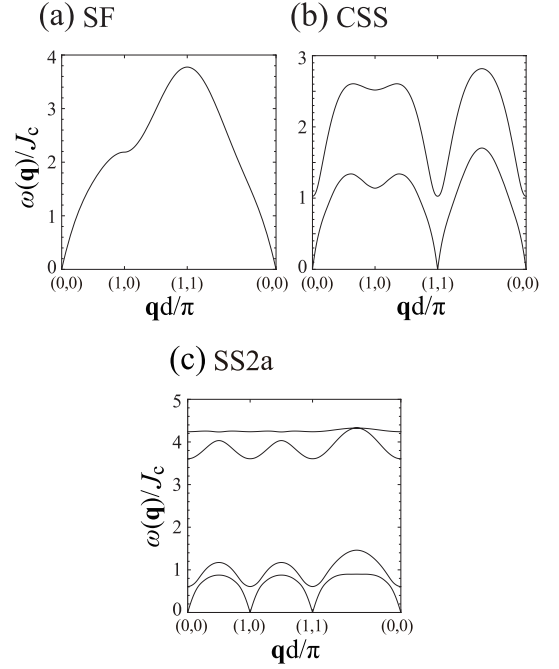 (a) SF
4
3
2
1
0
ω(q)/Jc
(0,0) (1,0) (1,1) (0,0)
qd/π
(b) CSS
3
2
1
0
(0,0) (1,0) (1,1) (0,0)
qd/π
(c) SS2a
5
4
3
2
1
0
ω(q)/Jc
(0,0) (1,0) (1,1) (0,0)
qd/π